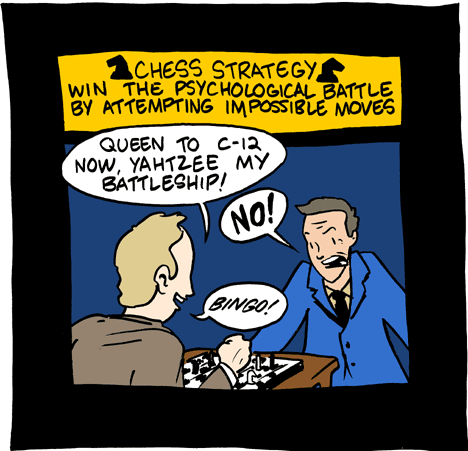 CHESS STRATEGY
WIN THE PSYCHOLOGICAL BATTLE
BY ATTEMPTING IMPOSSIBLE MOVES
QUEEN TO C-12
NOW, YAHTZEE MY
BATTLESHIP!
NO!
BINGO!